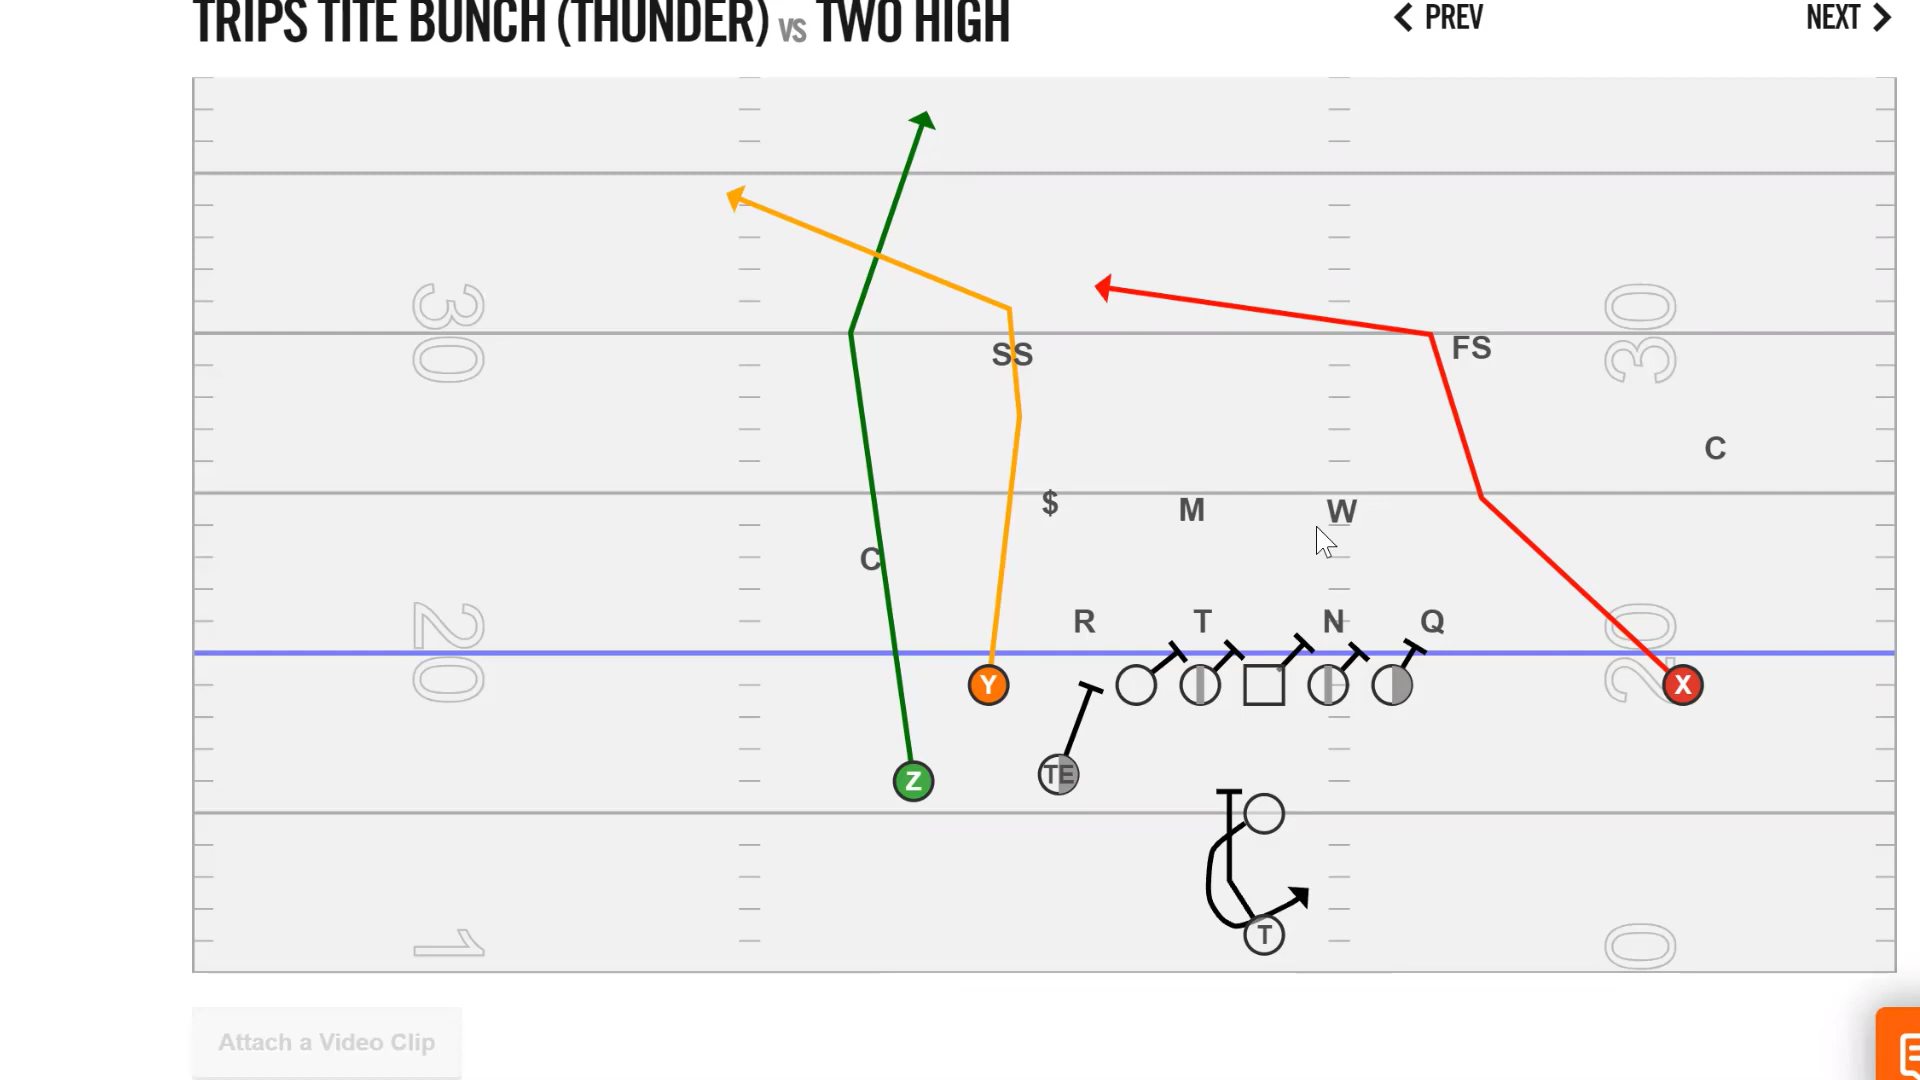 TRIPS TITE BUNCH (THUNDER) VS TWO HIGH
PREV
NEXT
30
30
SS
FS
C
$
M
W
C
R
T
N
Q
20
20
Y
X
TE
Z
T
1
0
Attach a Video Clip